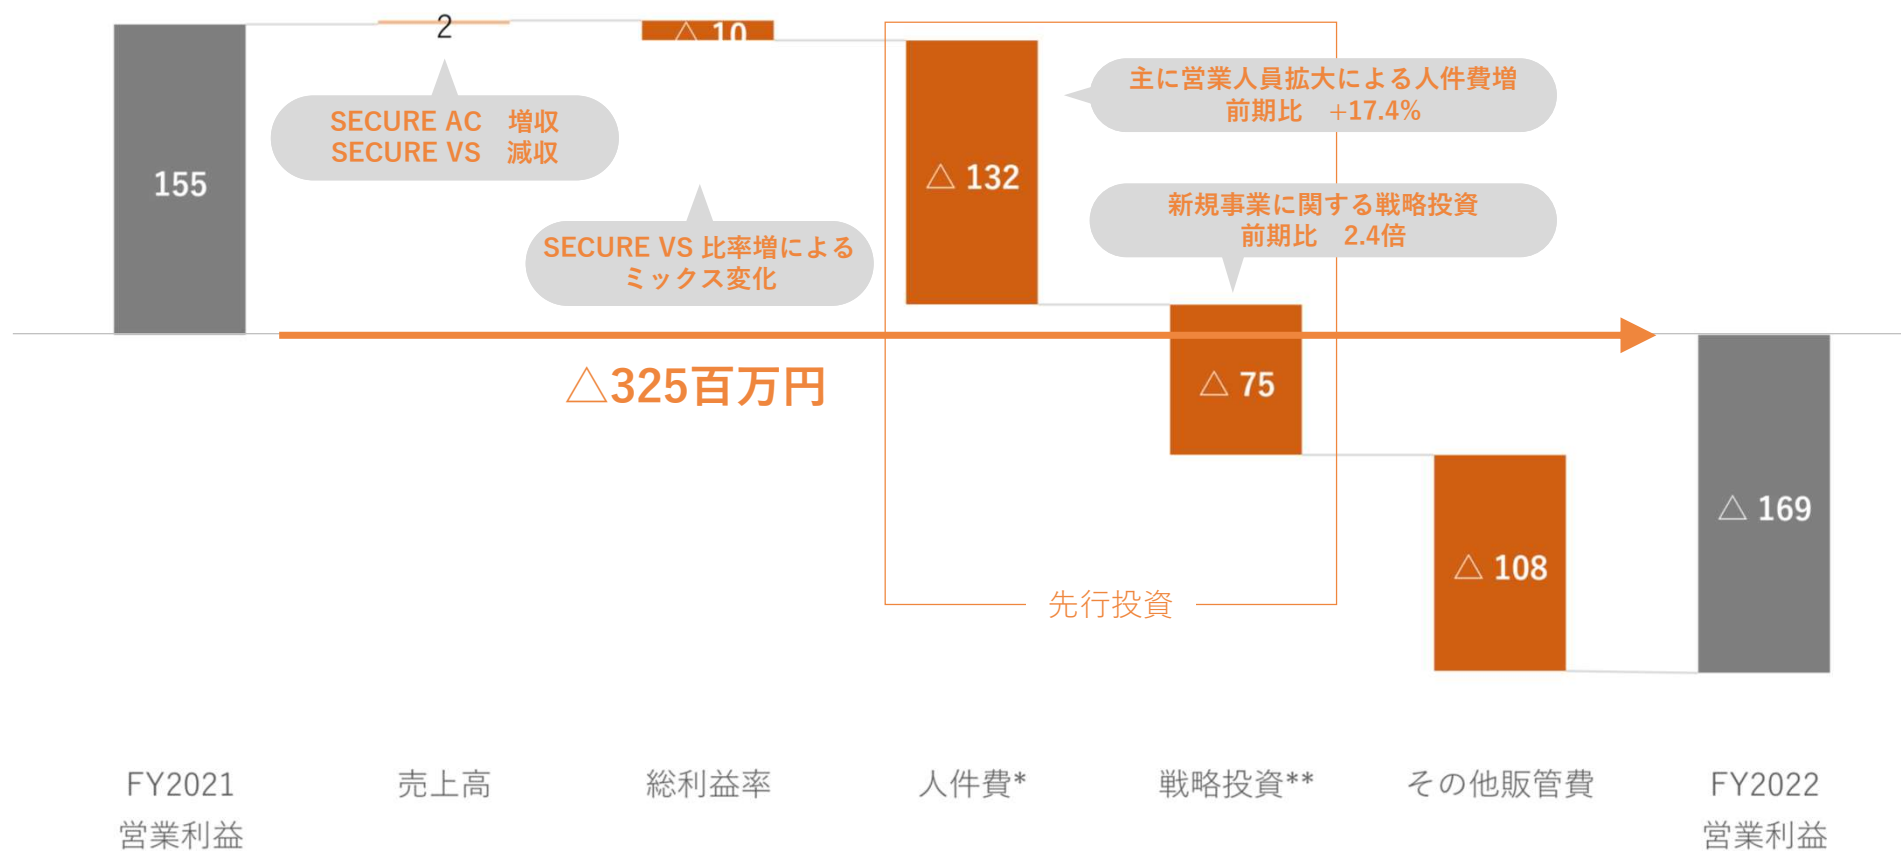 2
△ 10
主に営業人員拡大による人件費増
前期比　+17.4%
SECURE AC　増収
SECURE VS　減収
155
△ 132
新規事業に関する戦略投資
前期比　2.4倍
SECURE VS 比率増による
ミックス変化
△325百万円
△ 75
△ 169
△ 108
先行投資
FY2021
営業利益
売上高
総利益率
人件費*
戦略投資**
その他販管費
FY2022
営業利益